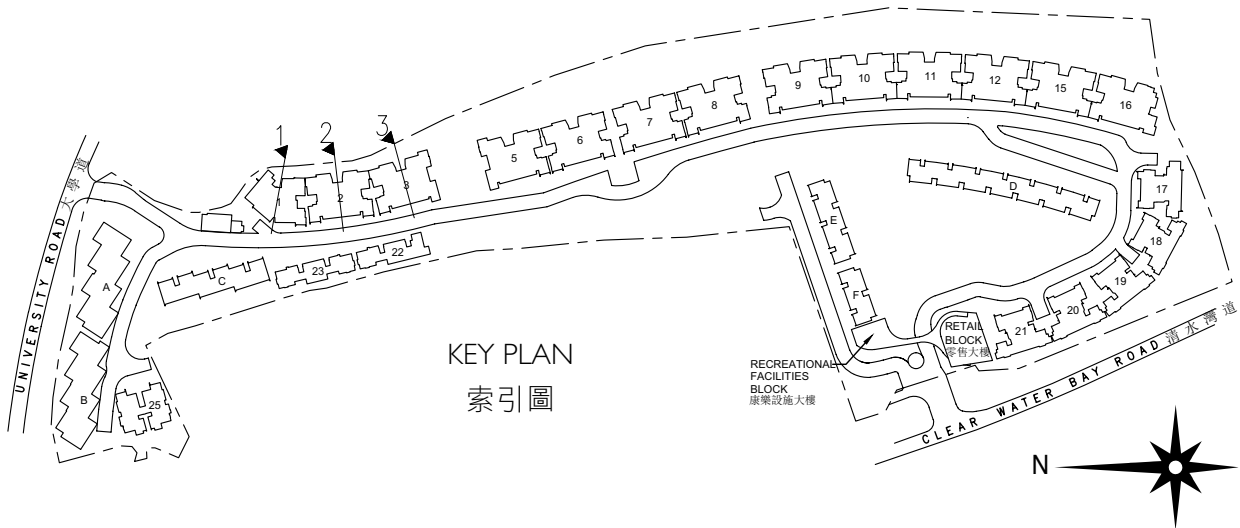 1
2
3
2
3
5
6
7
8
9
10
11
12
15
16
17
18
19
20
21
22
23
25
A
B
C
D
E
F
UNIVERSITY ROAD 大學道
KEY PLAN
索引圖
RECREATIONAL
FACILITIES
BLOCK
康樂設施大樓
RETAIL
BLOCK
零售大樓
CLEAR WATER BAY ROAD 清水灣道
N